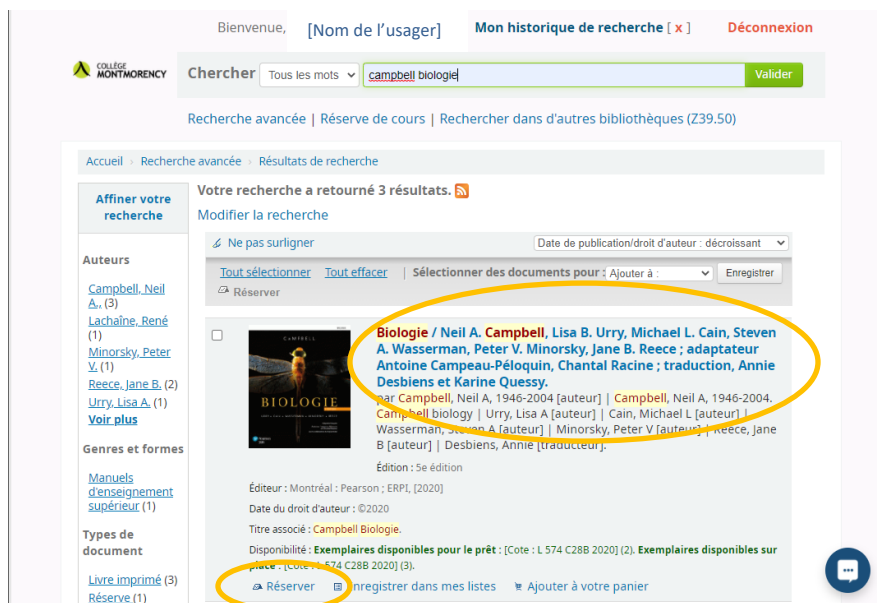 Bienvenue, [Nom de l’usager] Mon historique de recherche [ x ] Déconnexion
COLLÈGE
MONTMORENCY
Chercher Tous les mots campbell biologie Valider
Recherche avancée | Réserve de cours | Rechercher dans d'autres bibliothèques (Z39.50)
Accueil › Recherche avancée › Résultats de recherche
Affiner votre
recherche
Auteurs
Campbell, Neil
A., (3)
Lachaîne, René
(1)
Minorsky, Peter
V. (1)
Reece, Jane B. (2)
Urry, Lisa A. (1)
Voir plus
Genres et formes
Manuels
d'enseignement
supérieur (1)
Types de
document
Livre imprimé (3)
Réserve (1)
Votre recherche a retourné 3 résultats.
Modifier la recherche
Ne pas surligner Date de publication/droit d'auteur : décroissant
Tout sélectionner Tout effacer | Sélectionner des documents pour : Ajouter à : Enregistrer
Réserver
CAMPBELL
BIOLOGIE
Biologie / Neil A. Campbell, Lisa B. Urry, Michael L. Cain, Steven
A. Wasserman, Peter V. Minorsky, Jane B. Reece ; adaptateur
Antoine Campeau-Péloquin, Chantal Racine ; traduction, Annie
Desbiens et Karine Quessy.
par Campbell, Neil A, 1946-2004 [auteur] | Campbell, Neil A, 1946-2004.
Campbell biology | Urry, Lisa A [auteur] | Cain, Michael L [auteur] |
Wasserman, Steven A [auteur] | Minorsky, Peter V [auteur] | Reece, Jane
B [auteur] | Desbiens, Annie [traducteur].
Édition : 5e édition
Éditeur : Montréal : Pearson ; ERPI, [2020]
Date du droit d'auteur : ©2020
Titre associé : Campbell Biologie.
Disponibilité : Exemplaires disponibles pour le prêt : [Cote : L 574 C28B 2020] (2). Exemplaires disponibles sur
place : [Cote : L 574 C28B 2020] (3).
Réserver Enregistrer dans mes listes Ajouter à votre panier